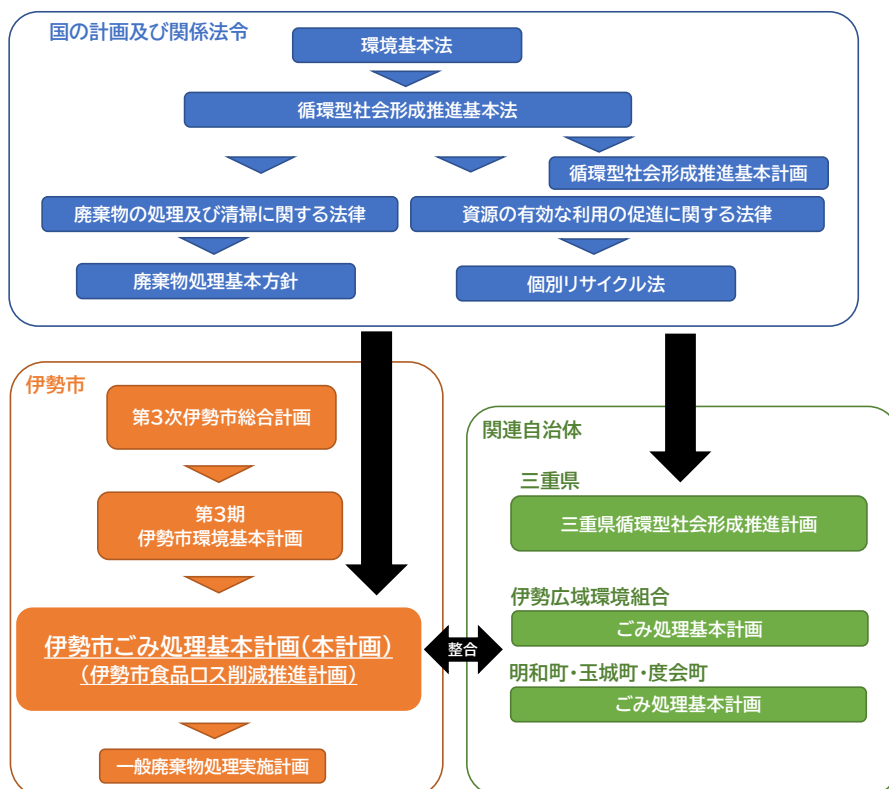 国の計画及び関係法令
環境基本法
循環型社会形成推進基本法
循環型社会形成推進基本計画
廃棄物の処理及び清掃に関する法律
資源の有効な利用の促進に関する法律
廃棄物処理基本方針
個別リサイクル法
伊勢市
第3次伊勢市総合計画
第3期
伊勢市環境基本計画
伊勢市ごみ処理基本計画(本計画)
(伊勢市食品ロス削減推進計画)
一般廃棄物処理実施計画
整合
関連自治体
三重県
三重県循環型社会形成推進計画
伊勢広域環境組合
ごみ処理基本計画
明和町・玉城町・度会町
ごみ処理基本計画